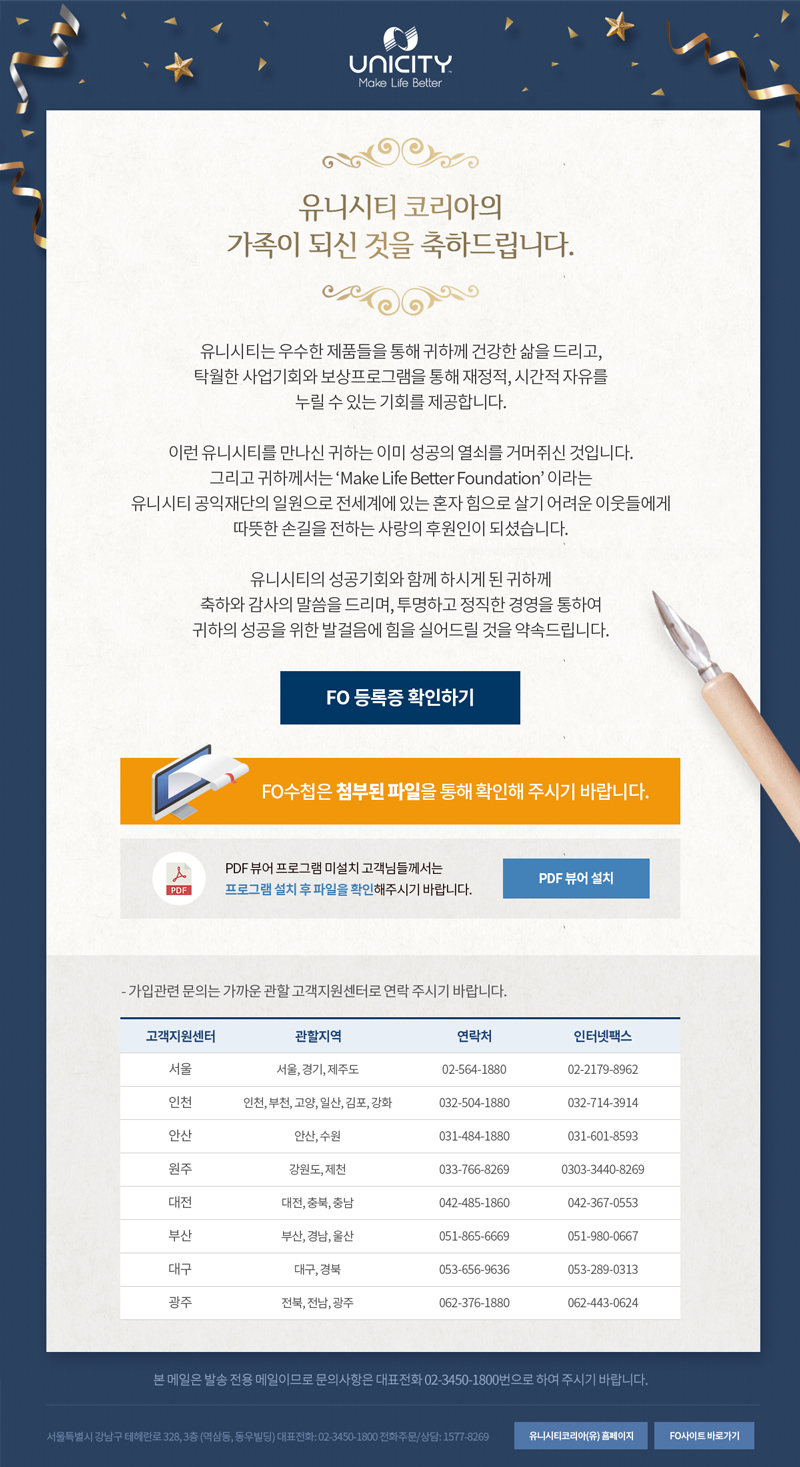 UNICITY
Make Life Better
유니시티 코리아의
가족이 되신 것을 축하드립니다.
유니시티는 우수한 제품들을 통해 귀하께 건강한 삶을 드리고,
탁월한 사업기회와 보상프로그램을 통해 재정적, 시간적 자유를
누릴 수 있는 기회를 제공합니다.
이런 유니시티를 만나신 귀하는 이미 성공의 열쇠를 거머쥐신 것입니다.
그리고 귀하께서는 ‘Make Life Better Foundation’ 이라는
유니시티 공익재단의 일원으로 전세계에 있는 혼자 힘으로 살기 어려운 이웃들에게
따뜻한 손길을 전하는 사랑의 후원인이 되셨습니다.
유니시티의 성공기회와 함께 하시게 된 귀하께
축하와 감사의 말씀을 드리며, 투명하고 정직한 경영을 통하여
귀하의 성공을 위한 발걸음에 힘을 실어드릴 것을 약속드립니다.
FO 등록증 확인하기
FO수첩은 첨부된 파일을 통해 확인해 주시기 바랍니다.
PDF
PDF 뷰어 프로그램 미설치 고객님들께서는
프로그램 설치 후 파일을 확인해주시기 바랍니다.
PDF 뷰어 설치
- 가입관련 문의는 가까운 관할 고객지원센터로 연락 주시기 바랍니다.
고객지원센터 관할지역 연락처 인터넷팩스
서울 서울, 경기, 제주도 02-564-1880 02-2179-8962
인천 인천, 부천, 고양, 일산, 김포, 강화 032-504-1880 032-714-3914
안산 안산, 수원 031-484-1880 031-601-8593
원주 강원도, 제천 033-766-8269 0303-3440-8269
대전 대전, 충북, 충남 042-485-1860 042-367-0553
부산 부산, 경남, 울산 051-865-6669 051-980-0667
대구 대구, 경북 053-656-9636 053-289-0313
광주 전북, 전남, 광주 062-376-1880 062-443-0624
본 메일은 발송 전용 메일이므로 문의사항은 대표전화 02-3450-1800번으로 하여 주시기 바랍니다.
서울특별시 강남구 테헤란로 328, 3층 (역삼동, 동우빌딩) 대표전화: 02-3450-1800 전화주문/상담: 1577-8269
유니시티코리아(유) 홈페이지
FO사이트 바로가기